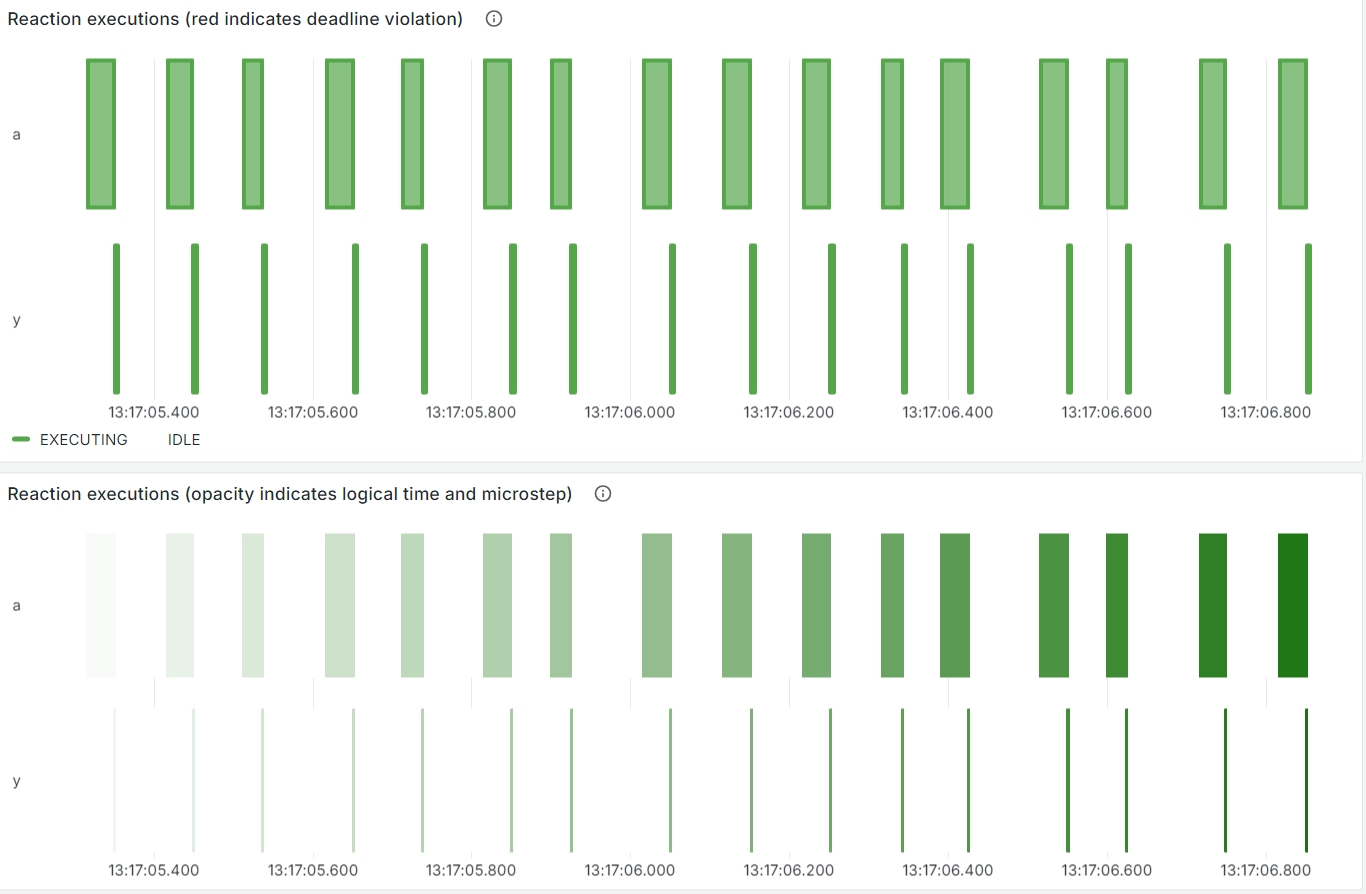 Reaction executions (red indicates deadline violation)
a
y
13:17:05.400 13:17:05.600 13:17:05.800 13:17:06.000 13:17:06.200 13:17:06.400 13:17:06.600 13:17:06.800
EXECUTING IDLE
Reaction executions (opacity indicates logical time and microstep)
a
y
13:17:05.400 13:17:05.600 13:17:05.800 13:17:06.000 13:17:06.200 13:17:06.400 13:17:06.600 13:17:06.800